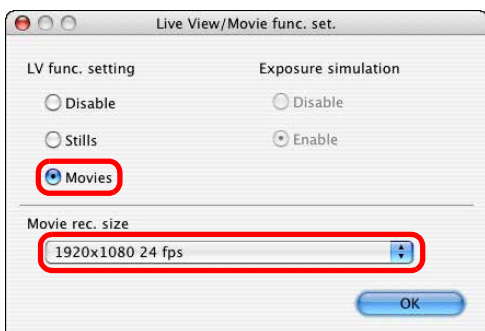 Live View/Movie func. set.
LV func. setting
Exposure simulation
Disable
Disable
Stills
Enable
Movies
Movie rec. size
1920x1080 24 fps
OK